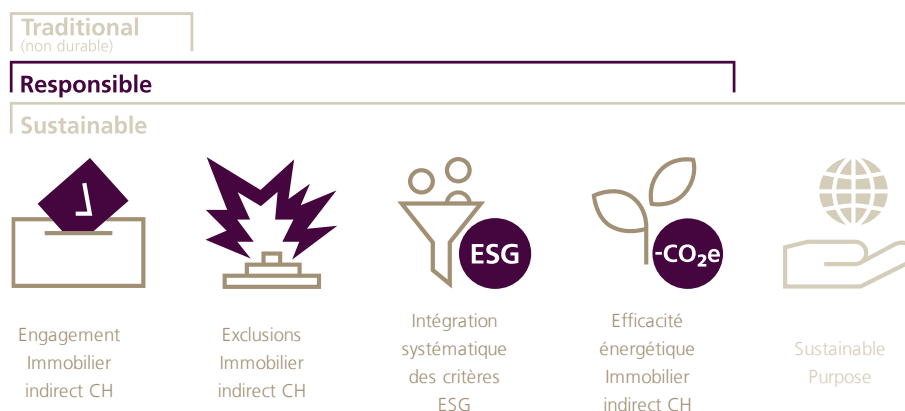 Traditional
(non durable)
Responsible
Sustainable
ESG
-CO₂e
Engagement
Immobilier
indirect CH
Exclusions
Immobilier
indirect CH
Intégration
systématique
des critères
ESG
Efficacité
énergétique
Immobilier
indirect CH
Sustainable
Purpose